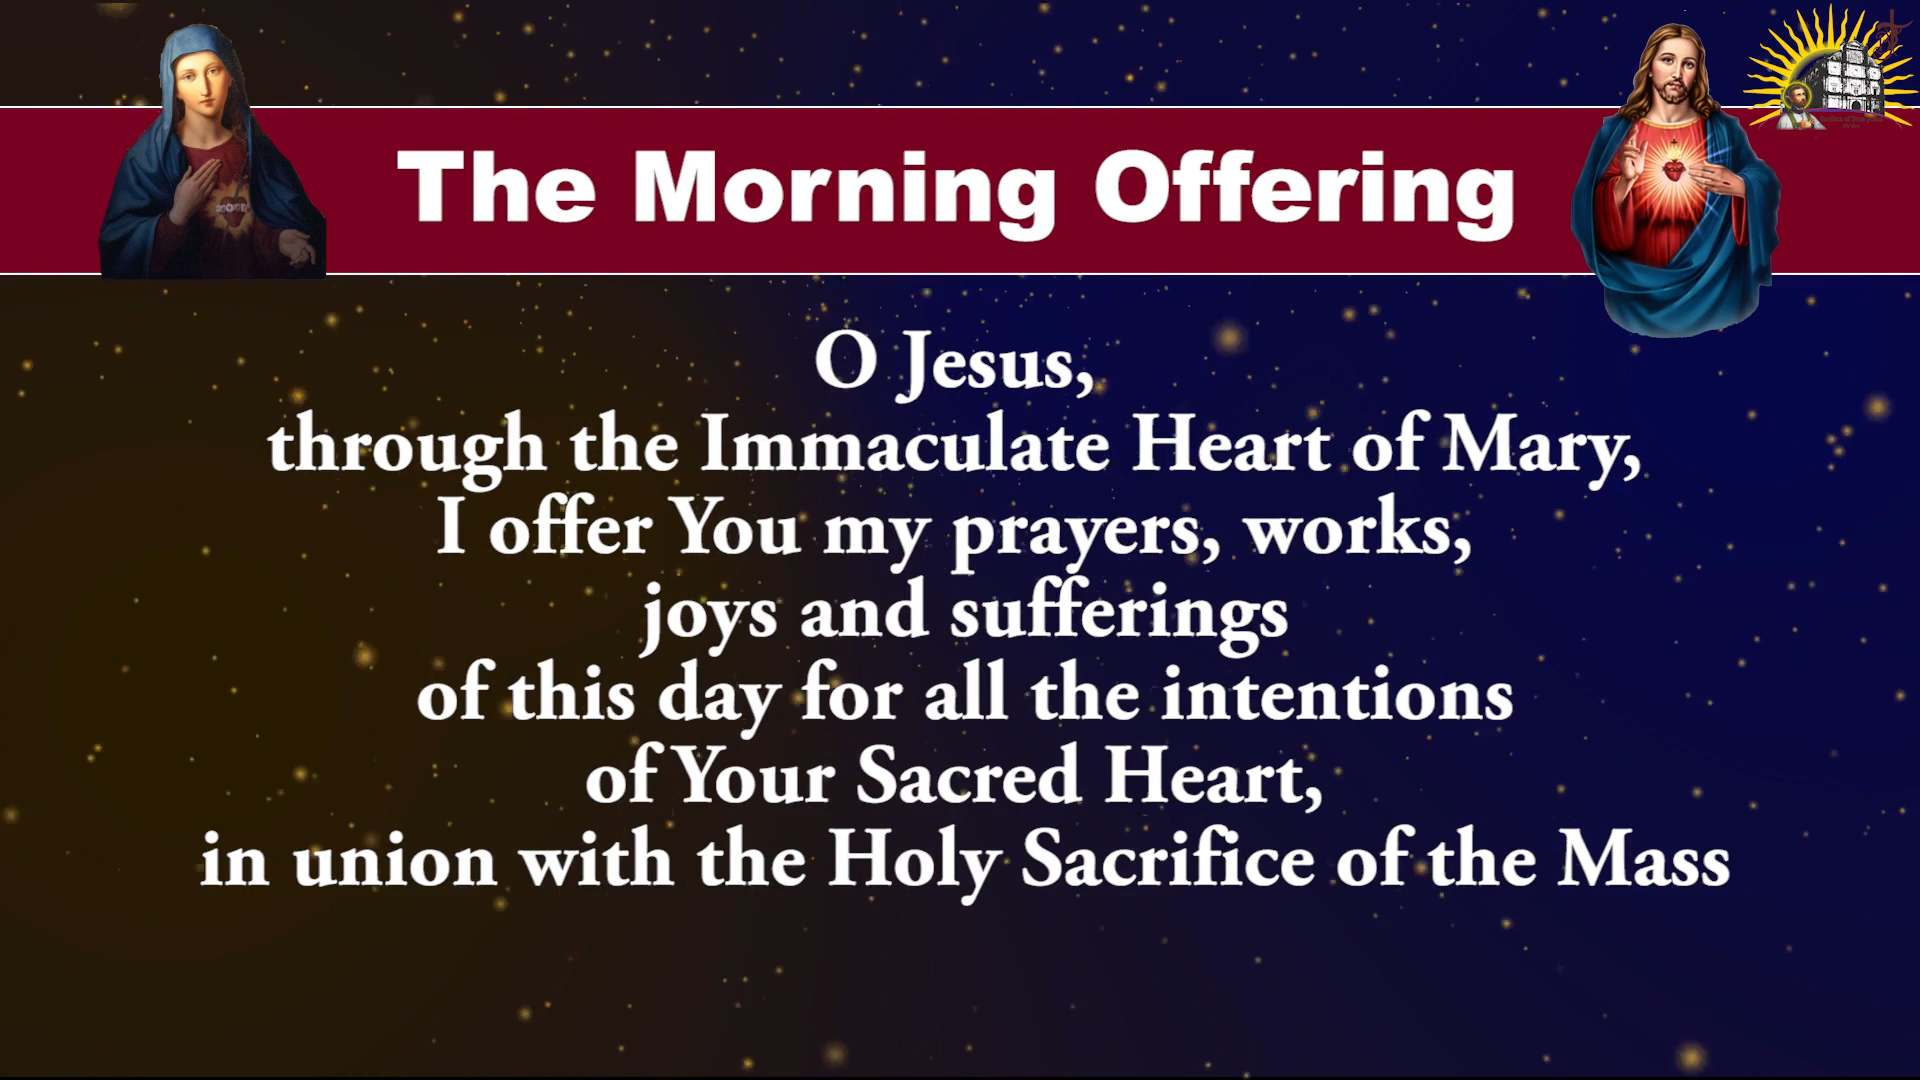 The Morning Offering
O Jesus,
through the Immaculate Heart of Mary,
I offer You my prayers, works,
joys and sufferings
of this day for all the intentions
of Your Sacred Heart,
in union with the Holy Sacrifice of the Mass